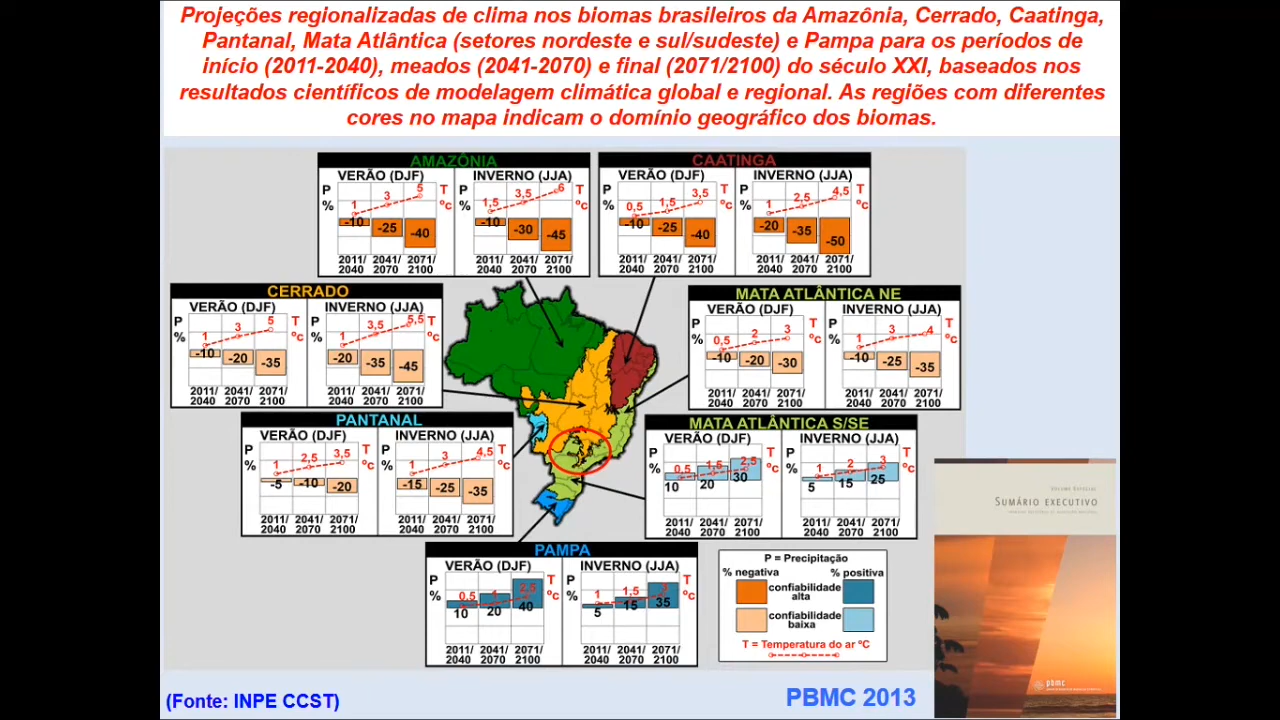 Projeções regionalizadas de clima nos biomas brasileiros da Amazônia, Cerrado, Caatinga,
Pantanal, Mata Atlântica (setores nordeste e sul/sudeste) e Pampa para os períodos de
início (2011-2040), meados (2041-2070) e final (2071/2100) do século XXI, baseados nos
resultados científicos de modelagem climática global e regional. As regiões com diferentes
cores no mapa indicam o domínio geográfico dos biomas.
AMAZÔNIA
VERÃO (DJF) INVERNO (JJA)
P % T ºc
1 3 5 1,5 3,5 6
-10 -25 -40 -10 -30 -45
2011/ 2041/ 2071/ 2011/ 2041/ 2071/
2040 2070 2100 2040 2070 2100
CAATINGA
VERÃO (DJF) INVERNO (JJA)
P % T ºc
0,5 1,5 3,5 1 2,5 4,5
-10 -25 -40 -20 -35 -50
2011/ 2041/ 2071/ 2011/ 2041/ 2071/
2040 2070 2100 2040 2070 2100
CERRADO
VERÃO (DJF) INVERNO (JJA)
P % T ºc
1 3 5 1 3,5 5,5
-10 -20 -35 -20 -35 -45
2011/ 2041/ 2071/ 2011/ 2041/ 2071/
2040 2070 2100 2040 2070 2100
MATA ATLÂNTICA NE
VERÃO (DJF) INVERNO (JJA)
P % T ºc
0,5 2 3 1 3 4
-10 -20 -30 -10 -25 -35
2011/ 2041/ 2071/ 2011/ 2041/ 2071/
2040 2070 2100 2040 2070 2100
PANTANAL
VERÃO (DJF) INVERNO (JJA)
P % T ºc
1 2,5 3,5 1 3 4,5
-5 -10 -20 -15 -25 -35
2011/ 2041/ 2071/ 2011/ 2041/ 2071/
2040 2070 2100 2040 2070 2100
MATA ATLÂNTICA S/SE
VERÃO (DJF) INVERNO (JJA)
P % T ºc
0,5 1,5 2,5 1 2 3
10 20 30 5 15 25
2011/ 2041/ 2071/ 2011/ 2041/ 2071/
2040 2070 2100 2040 2070 2100
PAMPA
VERÃO (DJF) INVERNO (JJA)
P % T ºc
0,5 1 2,5 1 1,5 3
10 20 40 5 15 35
2011/ 2041/ 2071/ 2011/ 2041/ 2071/
2040 2070 2100 2040 2070 2100
P = Precipitação
% negativa % positiva
confiabilidade
alta
confiabilidade
baixa
T = Temperatura do ar ºC
VOLUME ESPECIAL
SUMÁRIO EXECUTIVO
pbmc
(Fonte: INPE CCST)
PBMC 2013